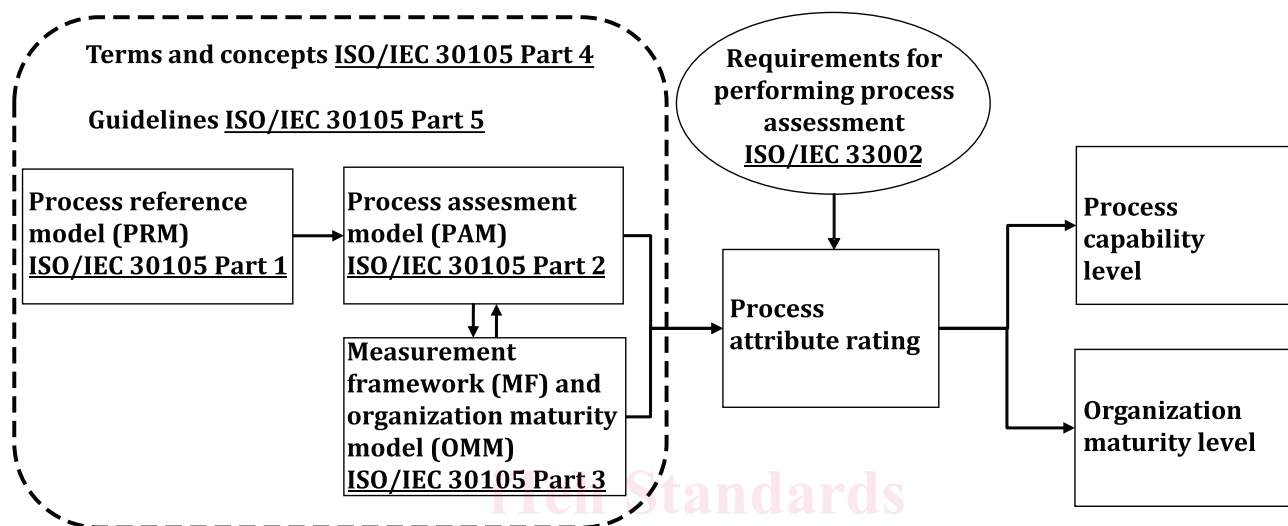 Terms and concepts ISO/IEC 30105 Part 4
Guidelines ISO/IEC 30105 Part 5
Process reference
model (PRM)
ISO/IEC 30105 Part 1
Process assesment
model (PAM)
ISO/IEC 30105 Part 2
Measurement
framework (MF) and
organization maturity
model (OMM)
ISO/IEC 30105 Part 3
Requirements for
performing process
assessment
ISO/IEC 33002
Process
attribute rating
Process
capability
level
Organization
maturity level
iTeh Standards